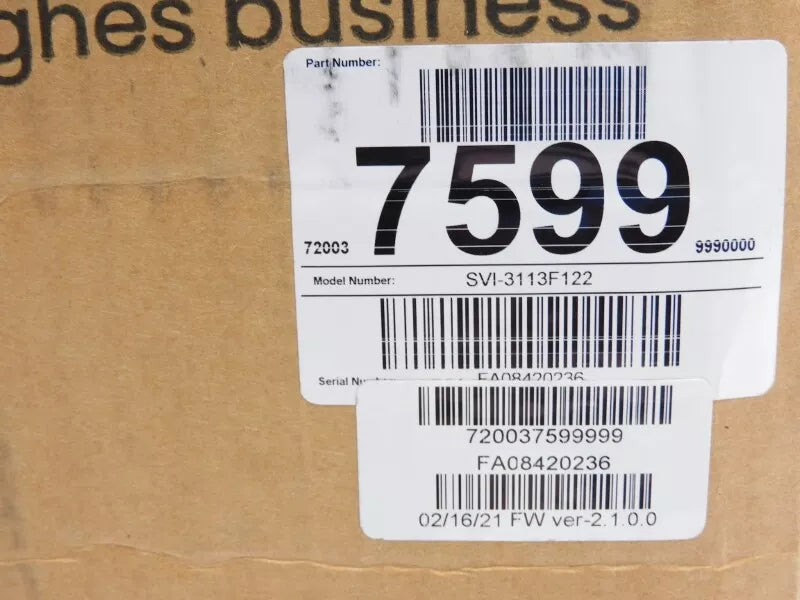 ghes business
Part Number:
72003 7599 9990000
Model Number: SVI-3113F122
Serial FA08420236
720037599999
FA08420236
02/16/21 FW ver-2.1.0.0